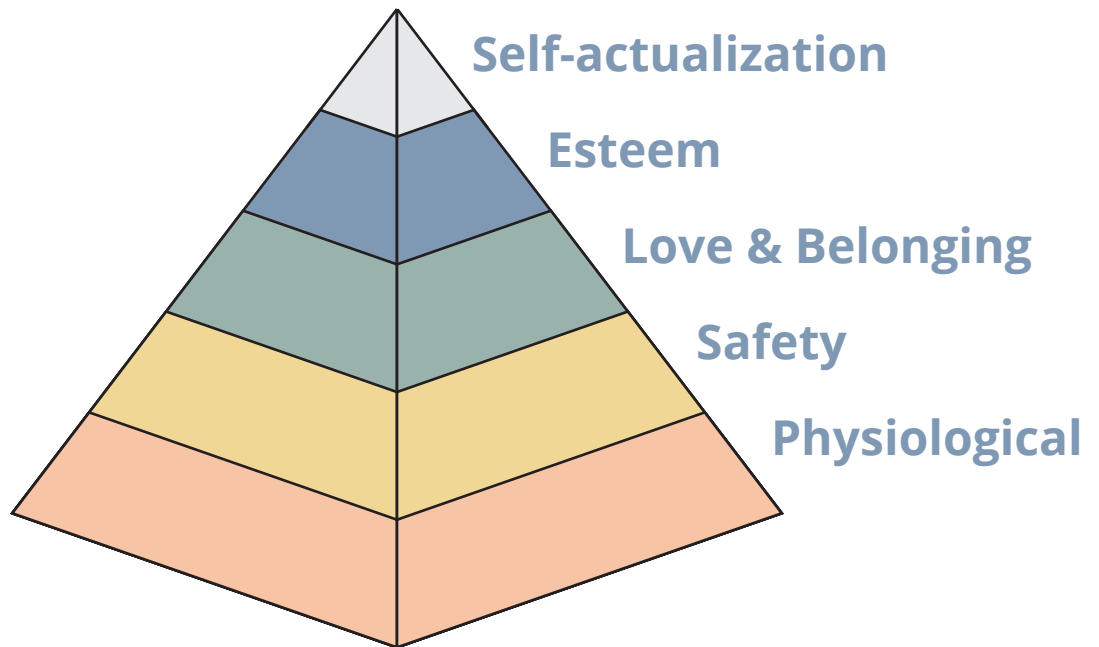 Self-actualization
Esteem
Love & Belonging
Safety
Physiological